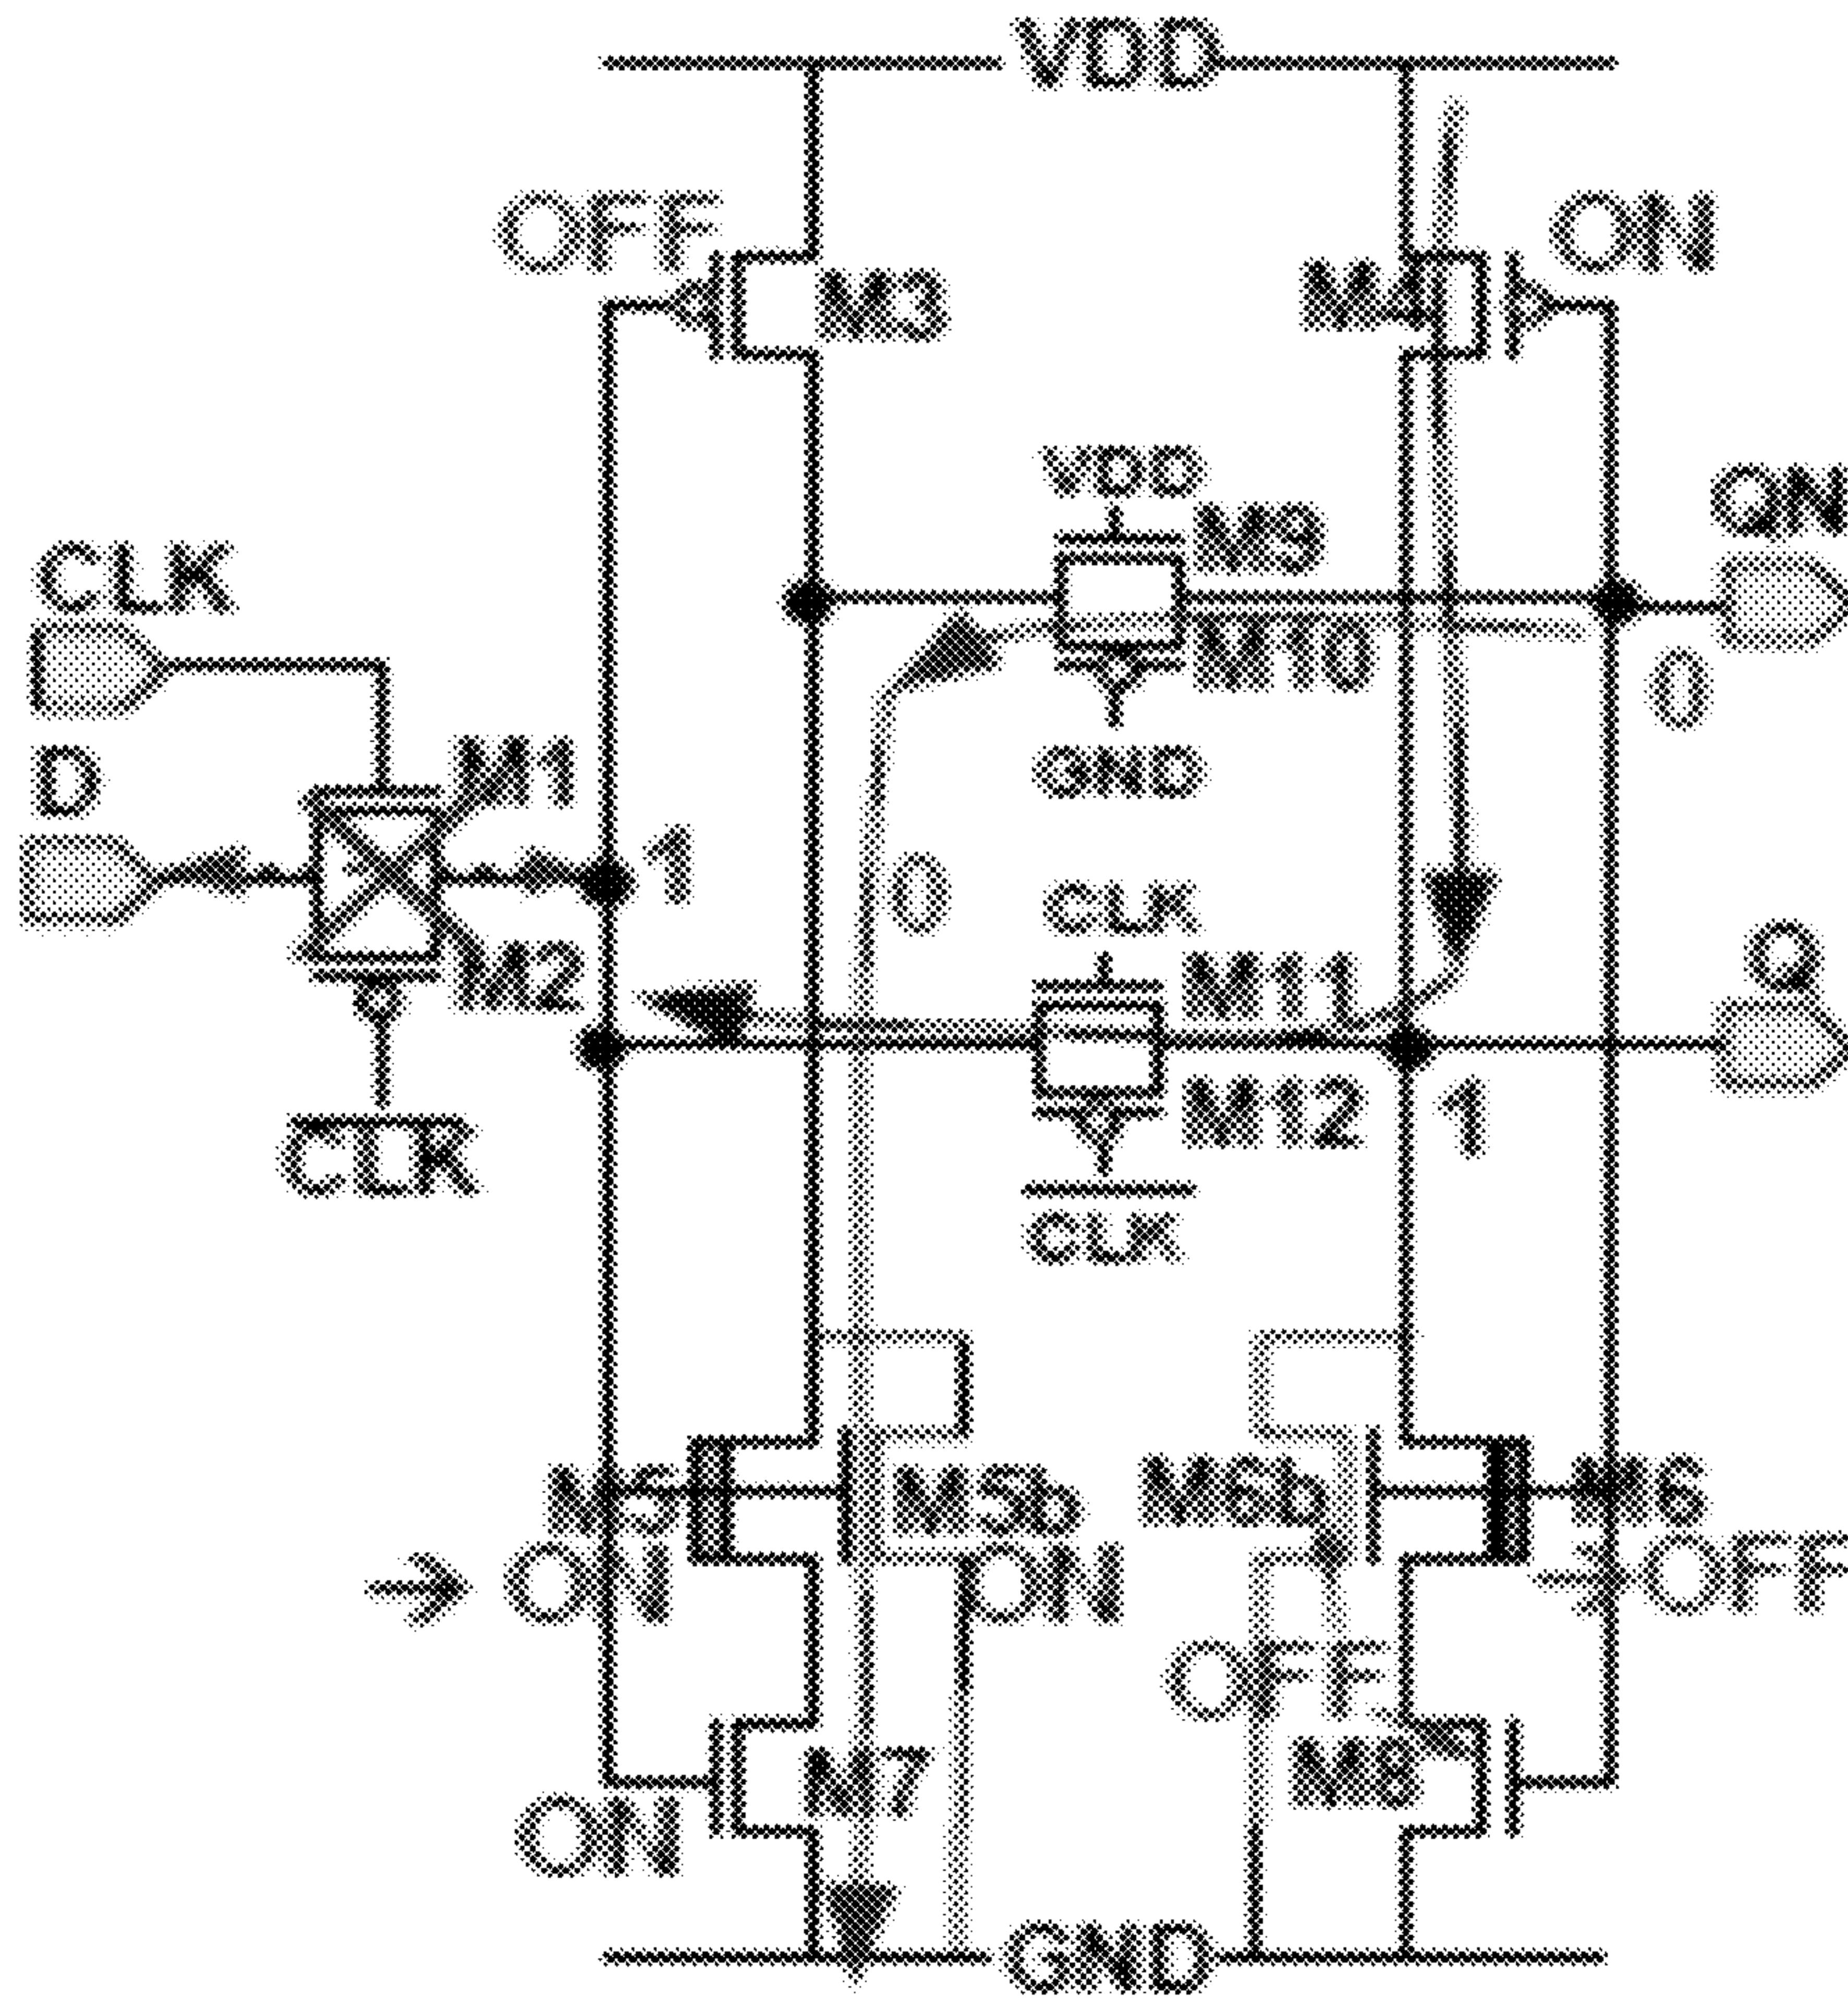 VDD
OFF
ON
M3
M4
VDD
M9
QN
CLK
M10
0
D
M1
GND
1
0
CLK
Q
M2
M11
M12
1
CLK
CLK
M5
M5b
M6b
M6
ON
ON
OFF
OFF
M7
M8
ON
GND